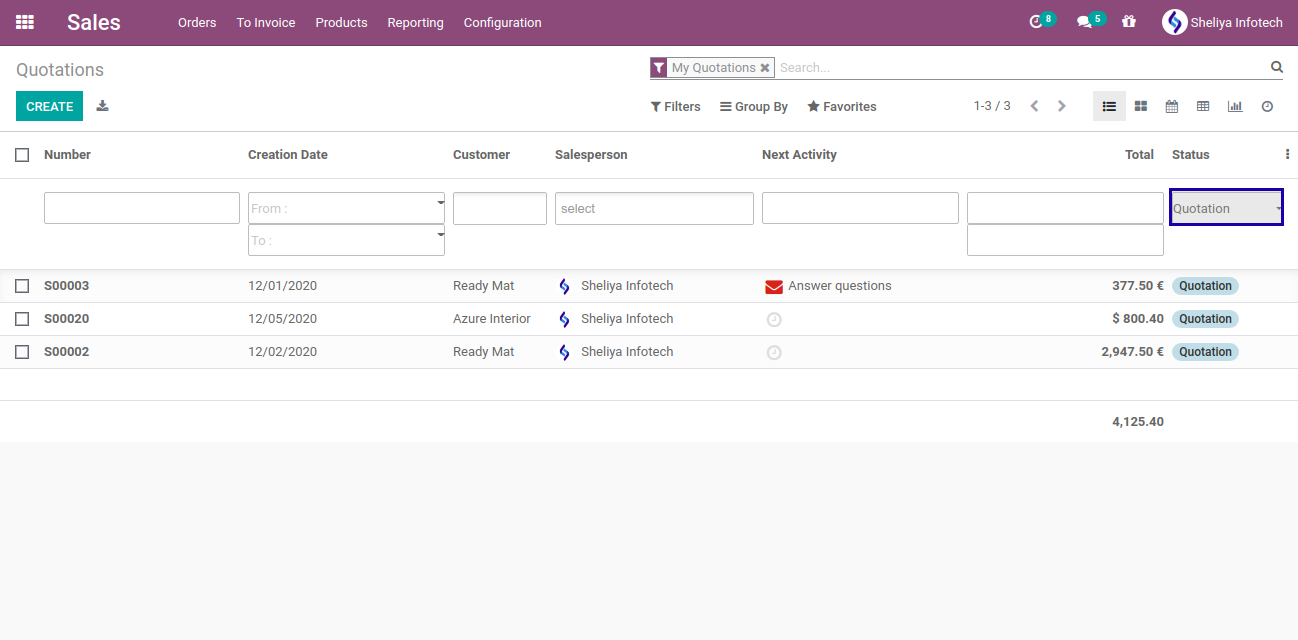 Sales Orders To Invoice Products Reporting Configuration 8 5 Sheliya Infotech
Quotations My Quotations Search...
CREATE Filters Group By Favorites 1-3 / 3
Number Creation Date Customer Salesperson Next Activity Total Status
From : select Quotation
To :
S00003 12/01/2020 Ready Mat Sheliya Infotech Answer questions 377.50 € Quotation
S00020 12/05/2020 Azure Interior Sheliya Infotech $ 800.40 Quotation
S00002 12/02/2020 Ready Mat Sheliya Infotech 2,947.50 € Quotation
4,125.40